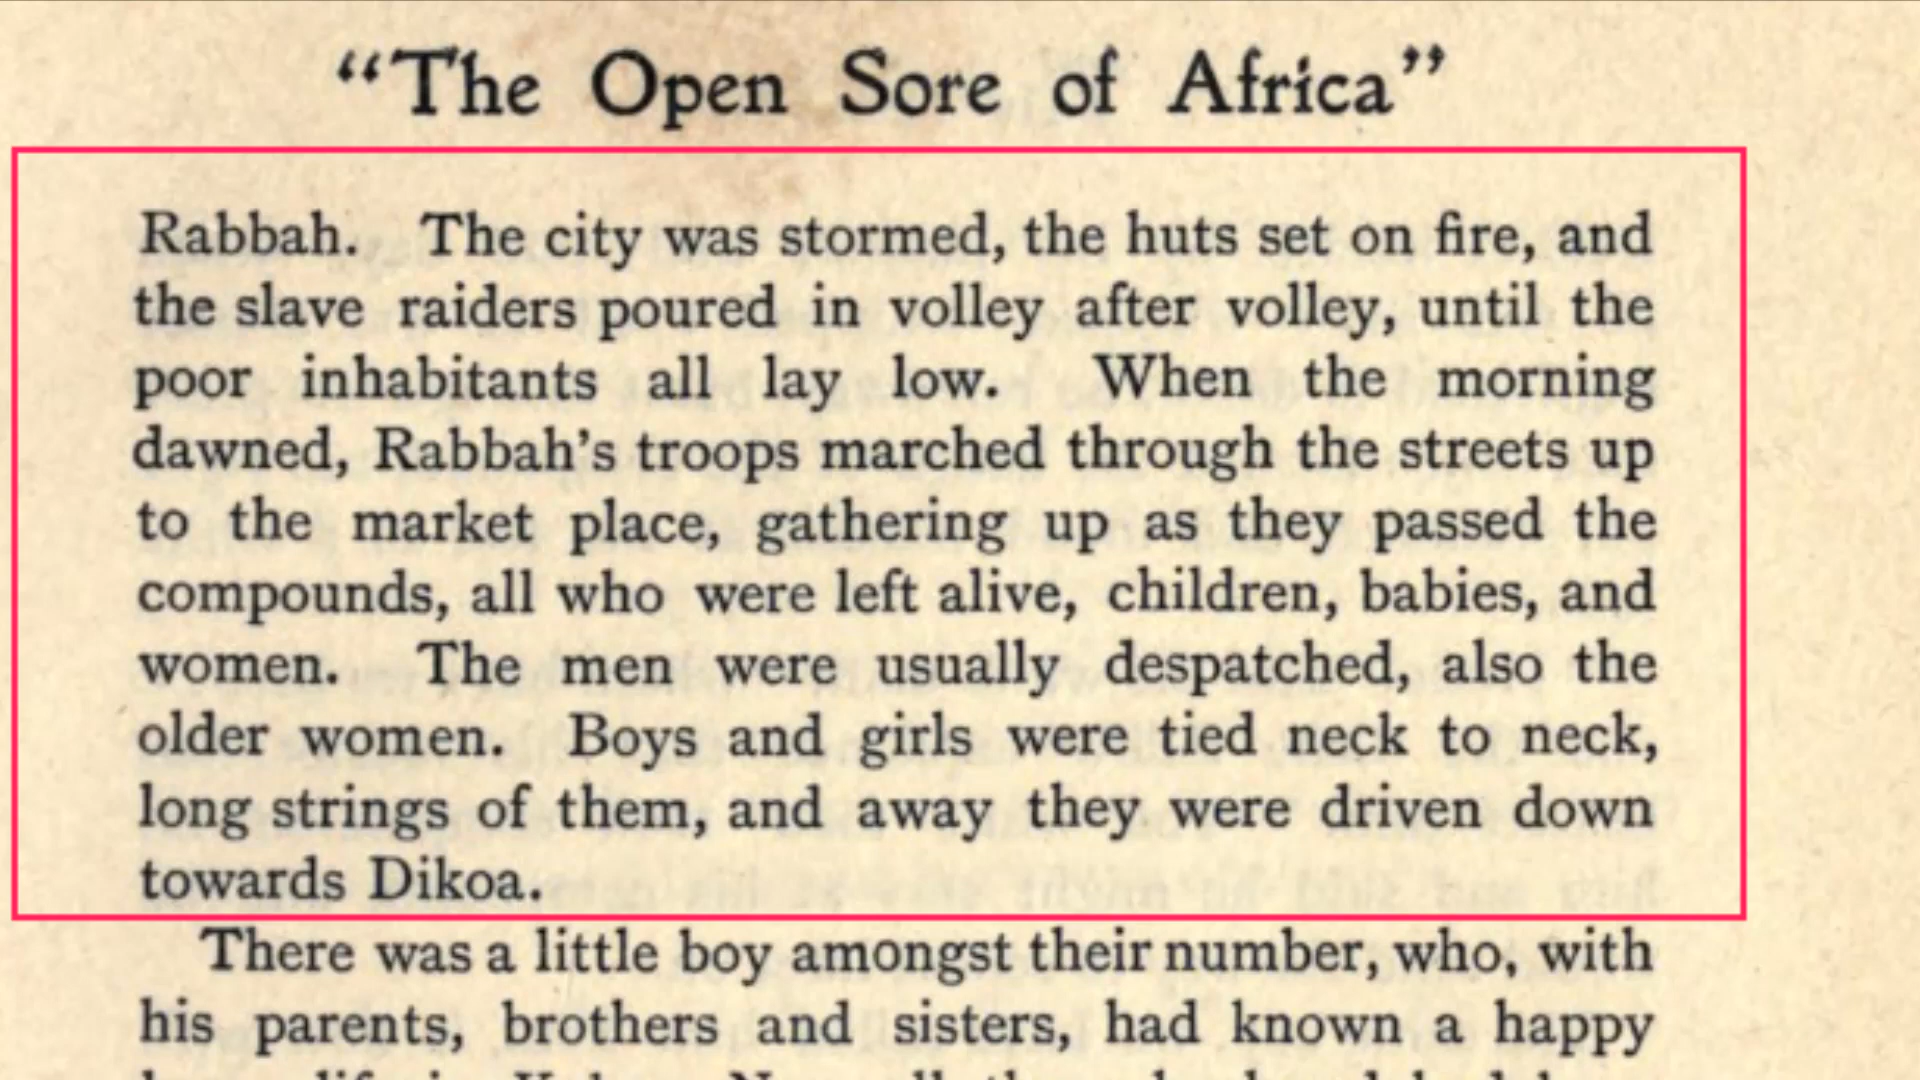 “The Open Sore of Africa”
Rabbah. The city was stormed, the huts set on fire, and
the slave raiders poured in volley after volley, until the
poor inhabitants all lay low. When the morning
dawned, Rabbah’s troops marched through the streets up
to the market place, gathering up as they passed the
compounds, all who were left alive, children, babies, and
women. The men were usually despatched, also the
older women. Boys and girls were tied neck to neck,
long strings of them, and away they were driven down
towards Dikoa.
There was a little boy amongst their number, who, with
his parents, brothers and sisters, had known a happy